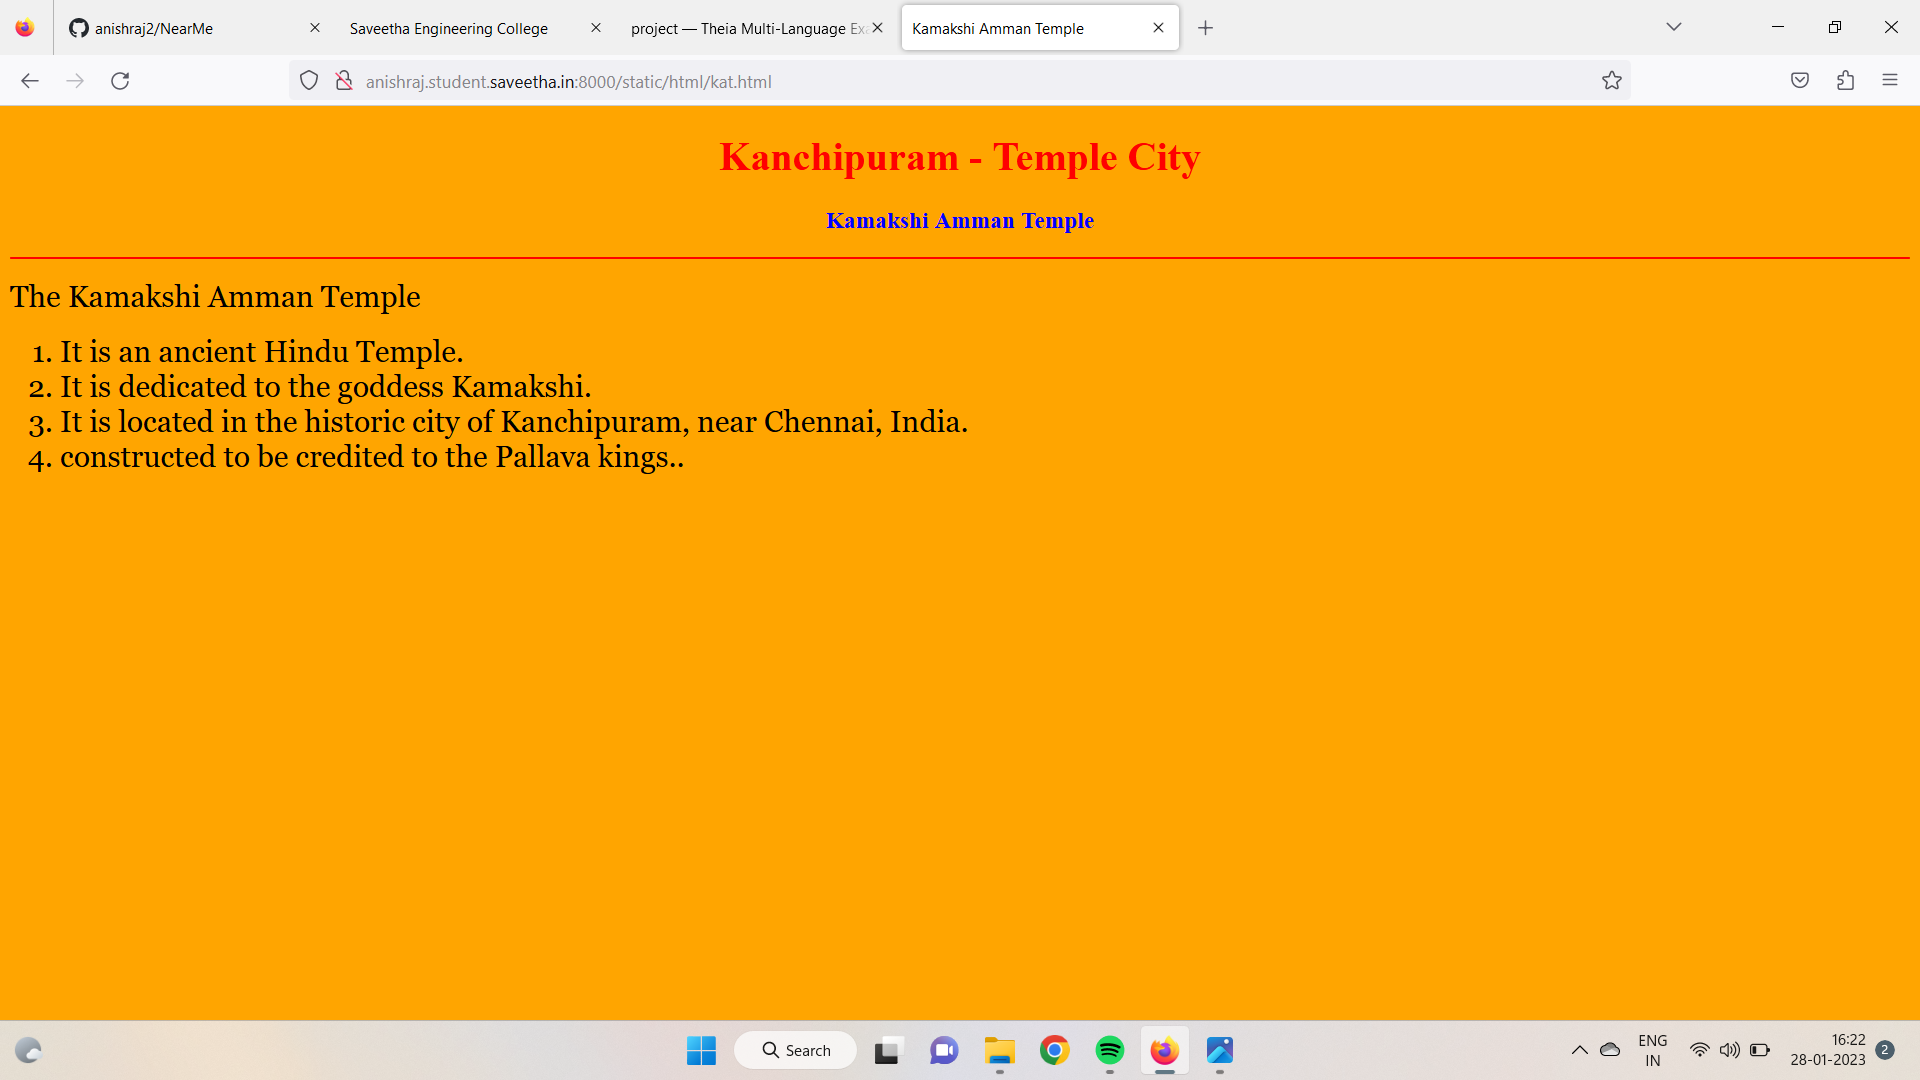 anishraj2/NearMe
Saveetha Engineering College
project — Theia Multi-Language Ex
Kamakshi Amman Temple
anishraj.student.saveetha.in:8000/static/html/kat.html
Kanchipuram - Temple City
Kamakshi Amman Temple
The Kamakshi Amman Temple
1. It is an ancient Hindu Temple.
2. It is dedicated to the goddess Kamakshi.
3. It is located in the historic city of Kanchipuram, near Chennai, India.
4. constructed to be credited to the Pallava kings..
Search
ENG
IN
16:22
28-01-2023
2